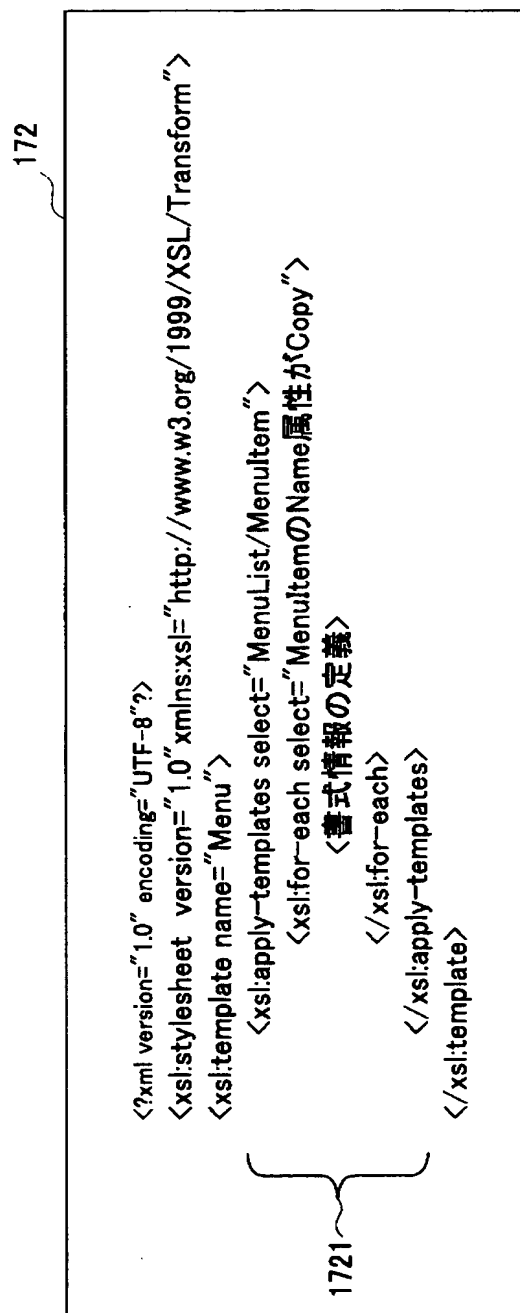 172
<?xml version="1.0" encoding="UTF-8"?>
<xsl:stylesheet version="1.0" xmlns:xsl="http://www.w3.org/1999/XSL/Transform">
<xsl:template name="Menu">
<xsl:apply-templates select="MenuList/MenuItem">
<xsl:for-each select="MenuItemのName属性がCopy">
<書式情報の定義>
</xsl:for-each>
</xsl:apply-templates>
</xsl:template>
1721